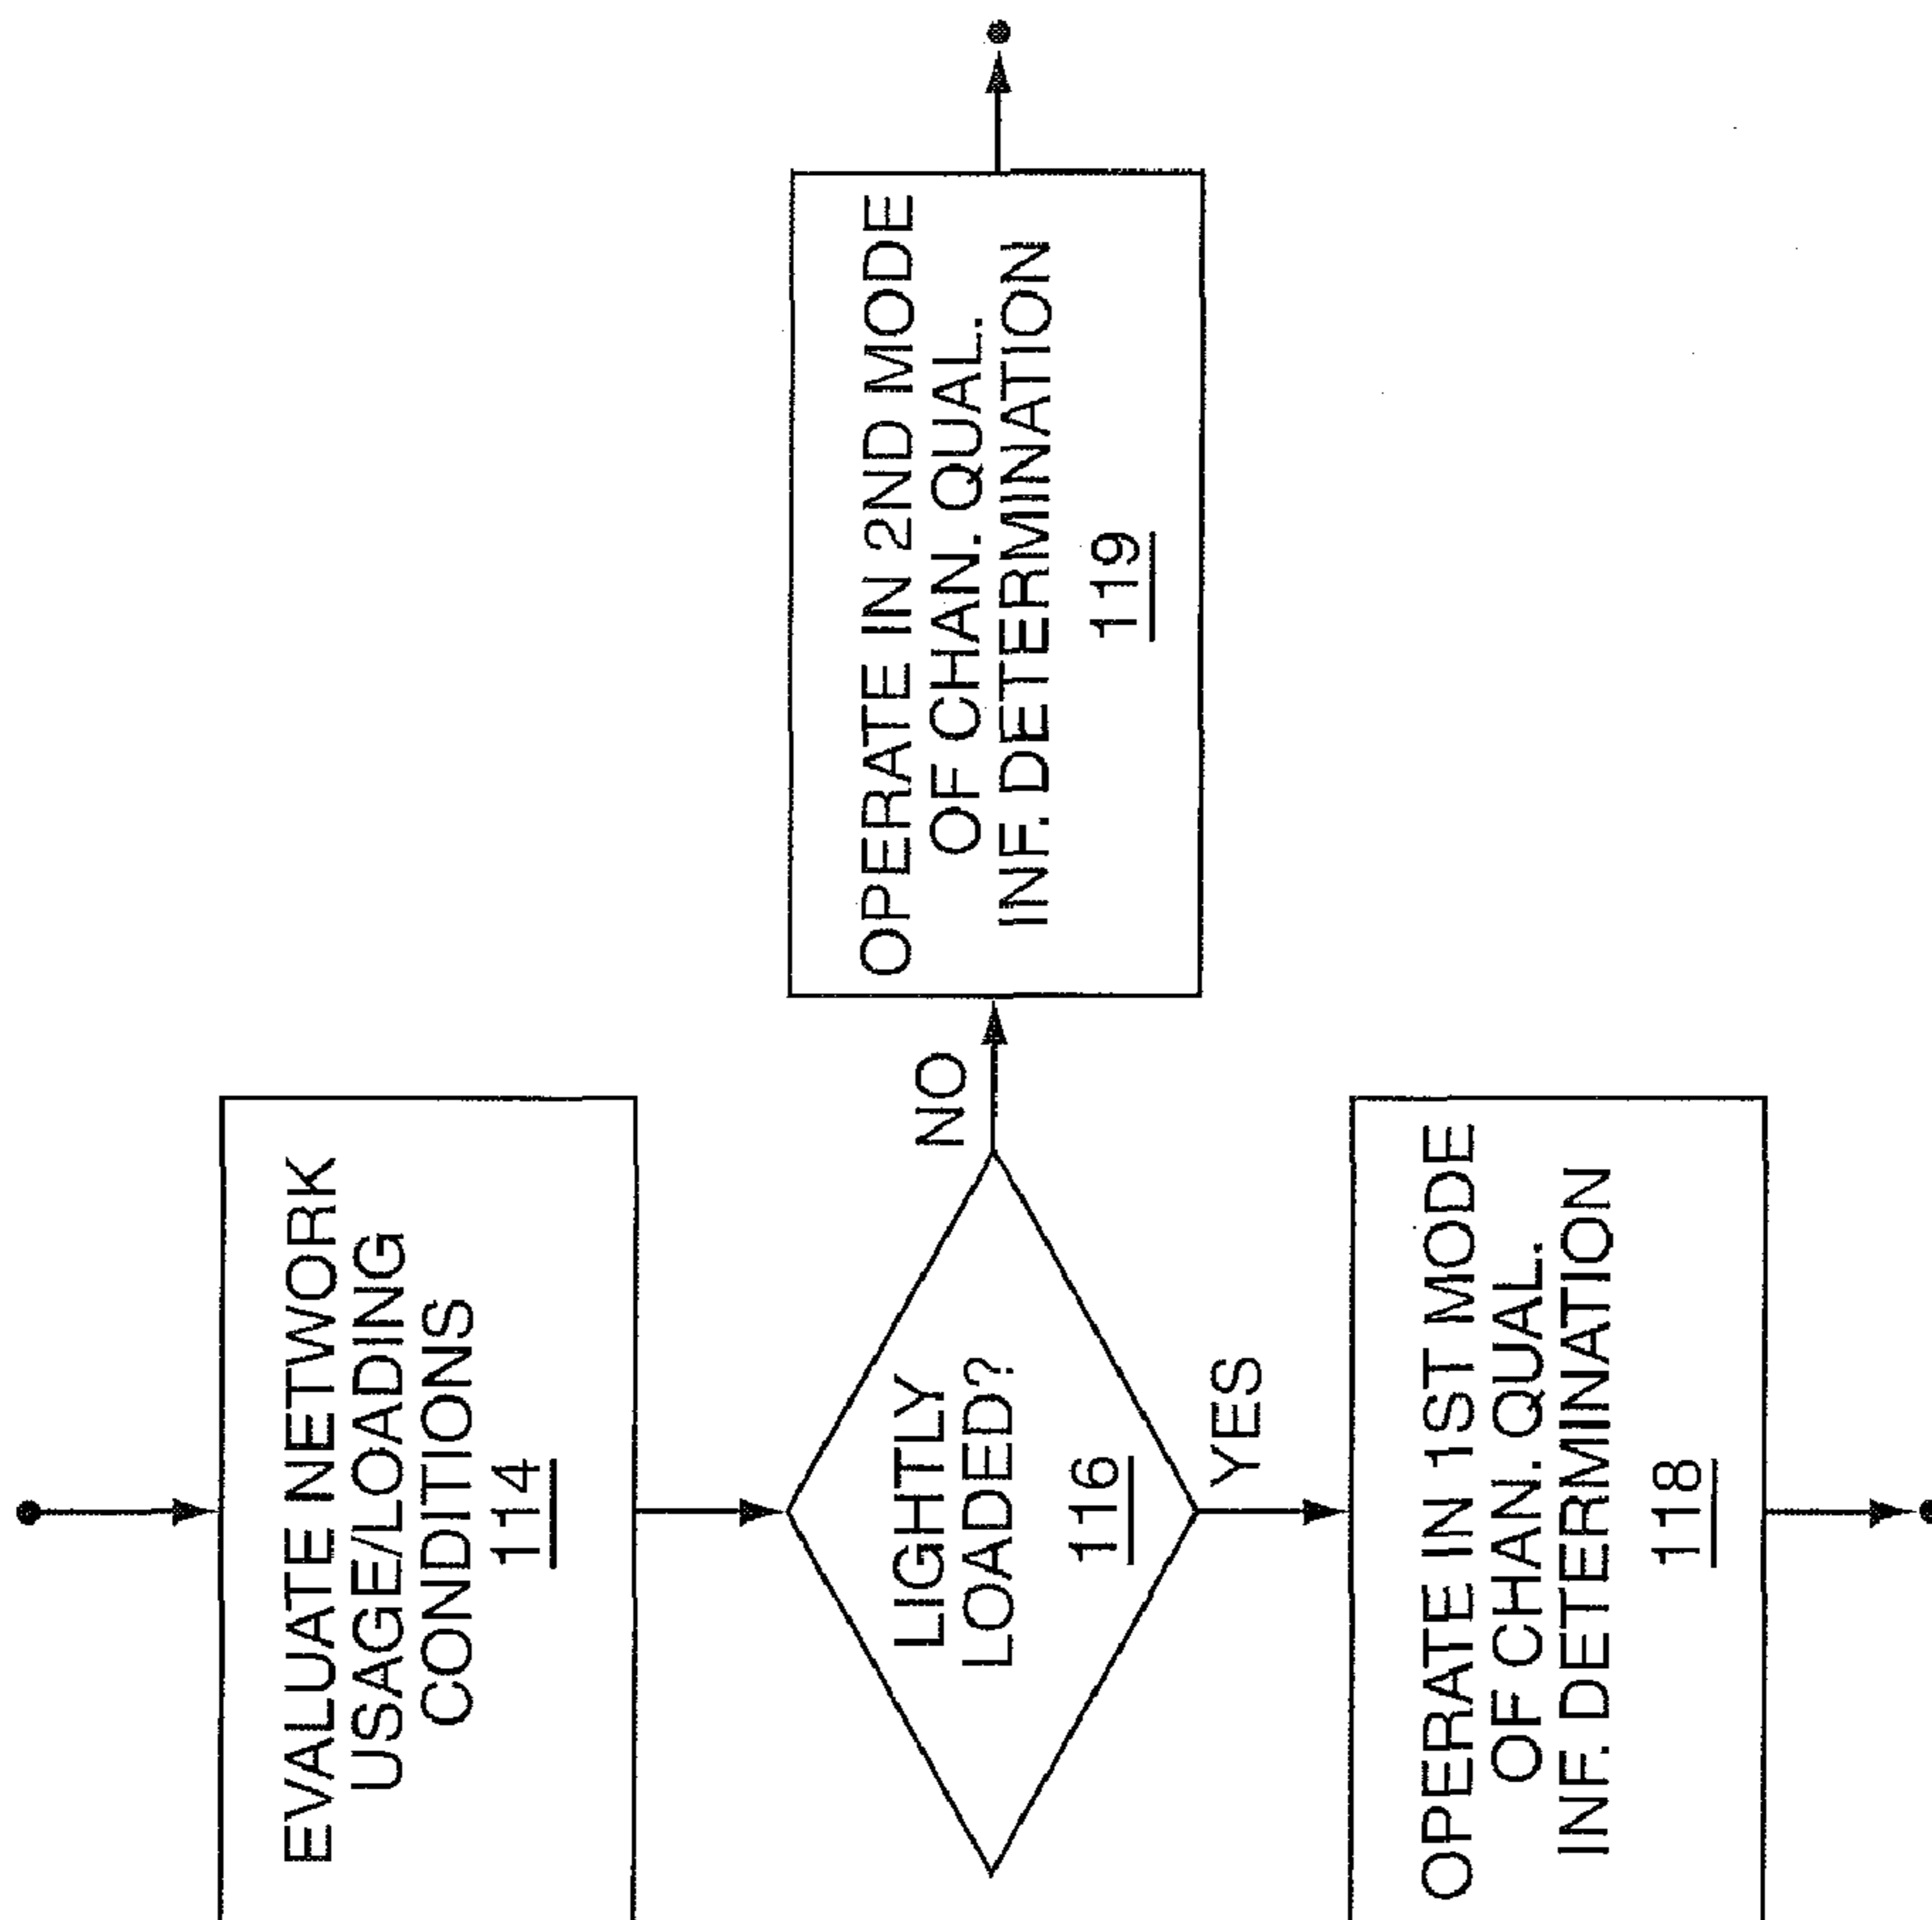 EVALUATE NETWORK
USAGE/LOADING
CONDITIONS
114
LIGHTLY
LOADED?
116
NO
OPERATE IN 2ND MODE
OF CHAN. QUAL.
INF. DETERMINATION
119
YES
OPERATE IN 1ST MODE
OF CHAN. QUAL.
INF. DETERMINATION
118